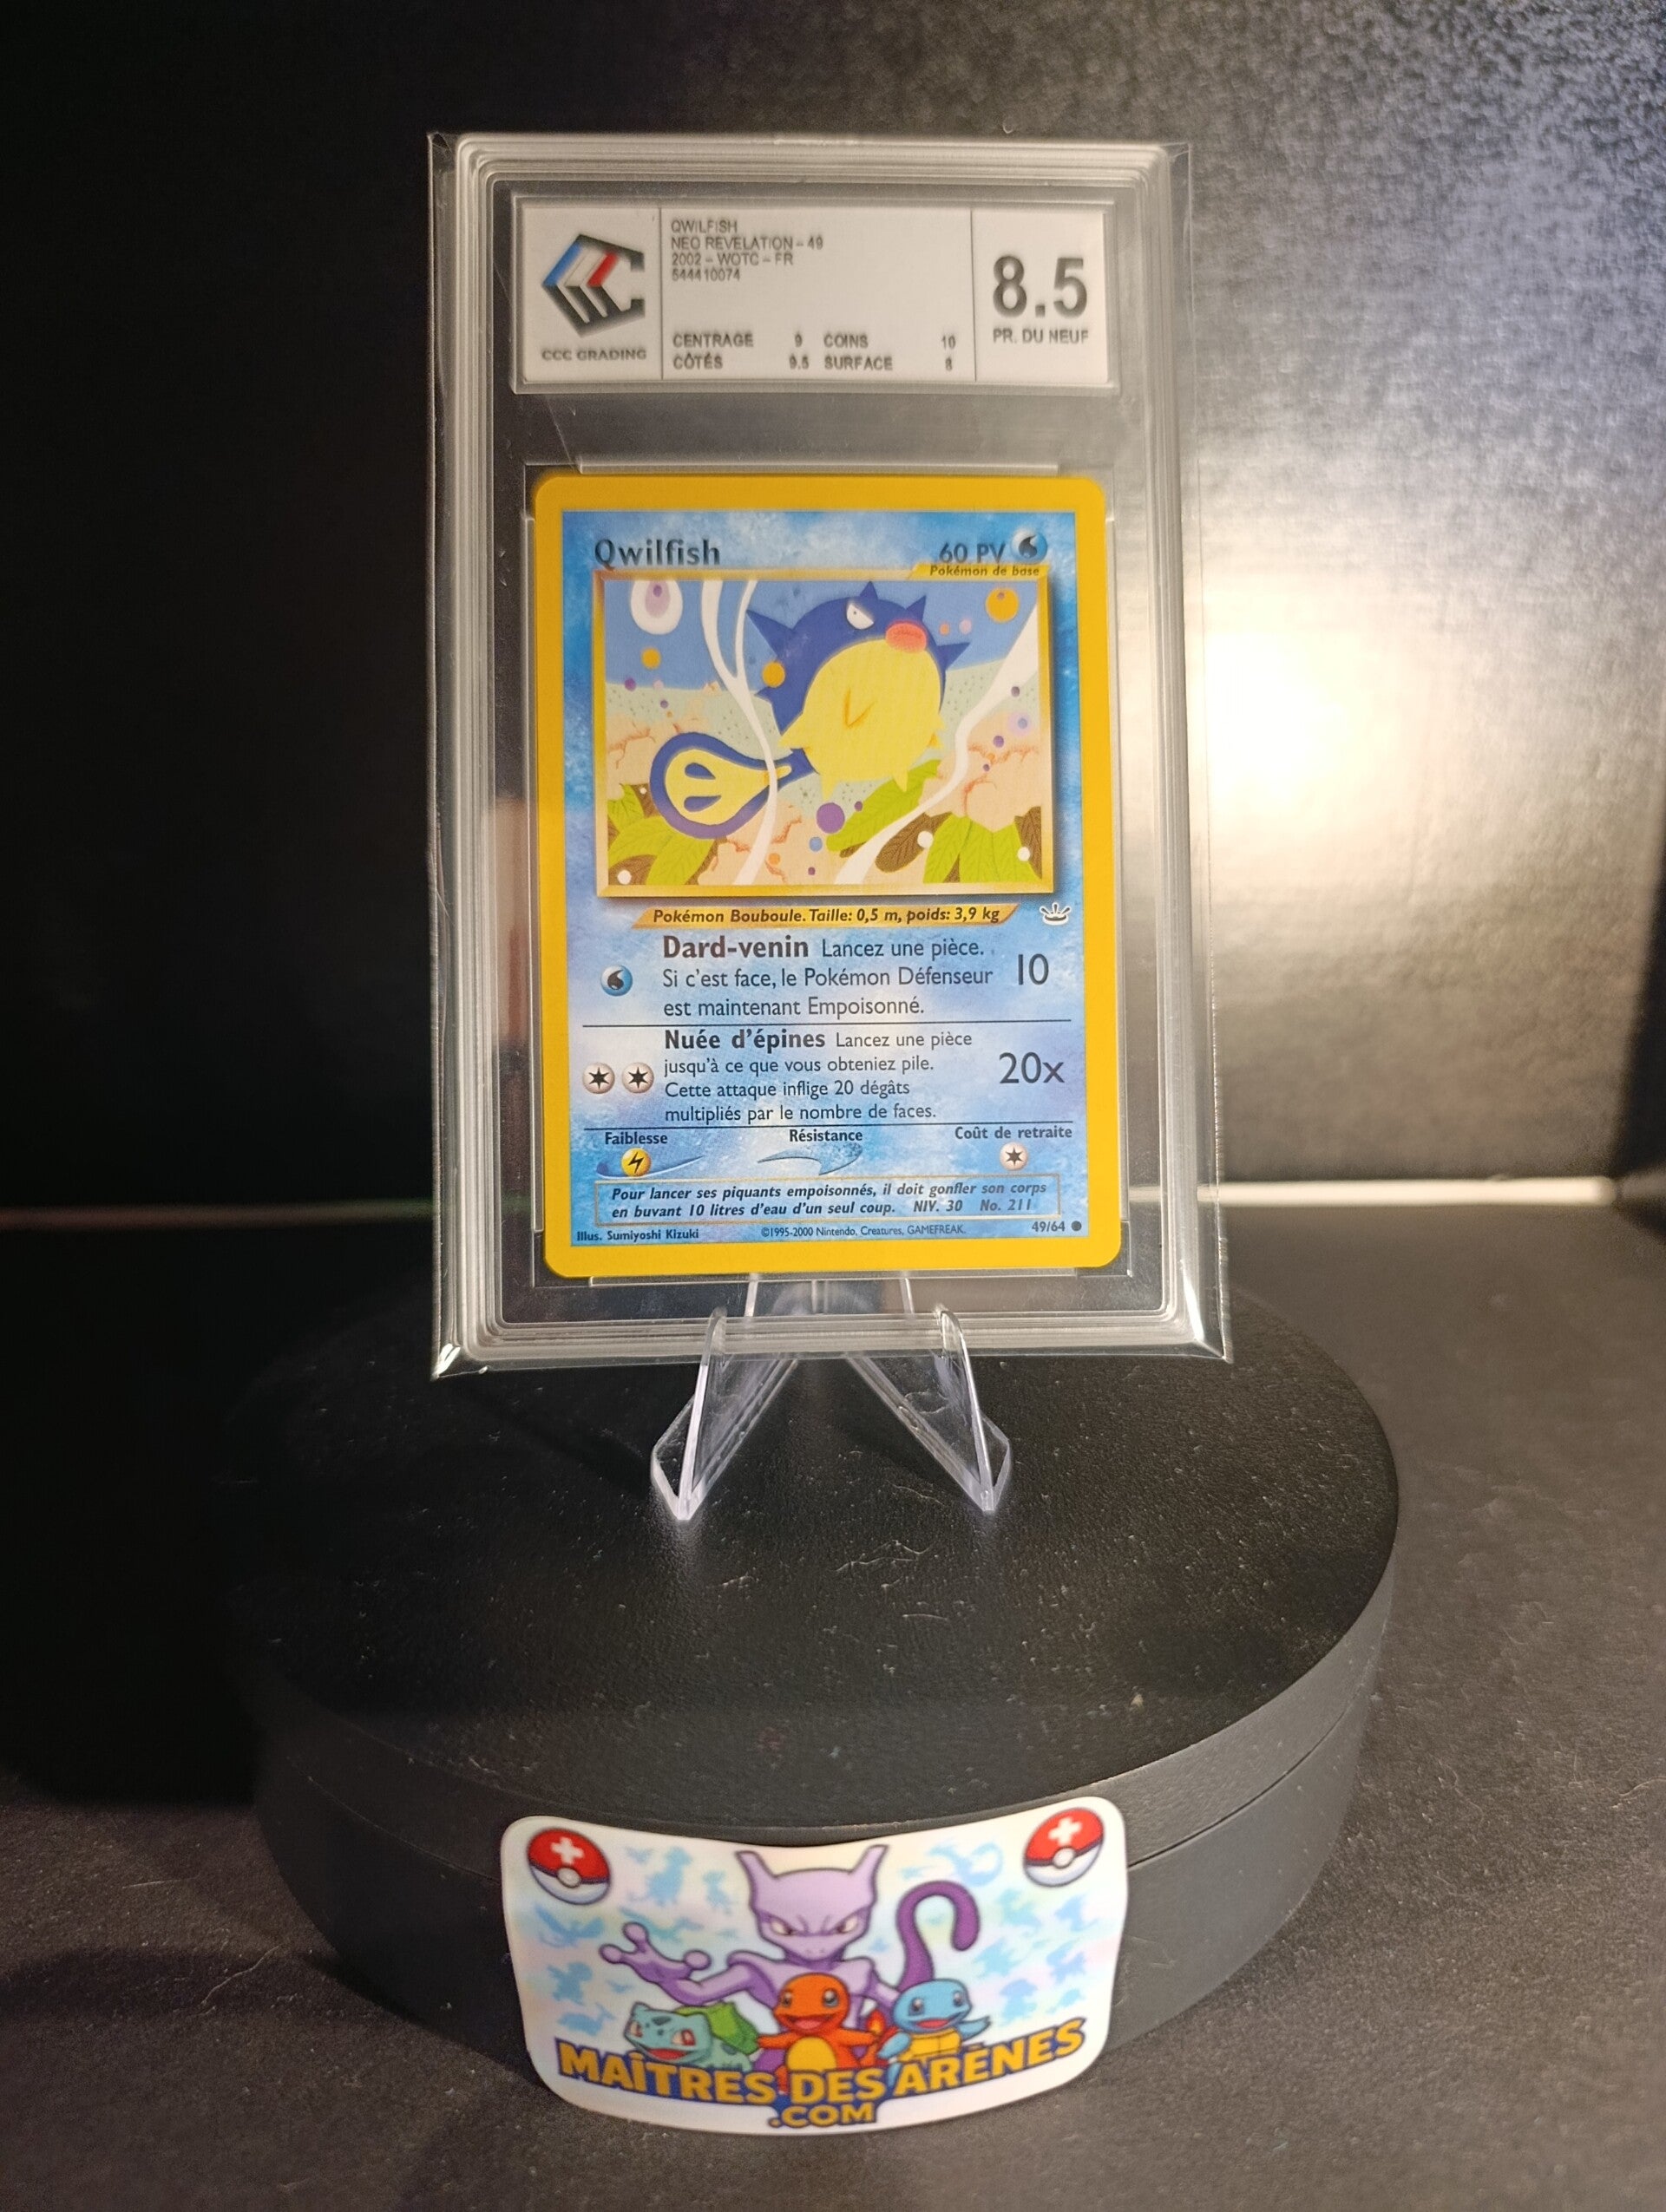 QWILFISH
NEO REVELATION - 49
2002 - WOTC - FR
544410074
CENTRAGE 9 COINS 10
CÔTÉS 9.5 SURFACE 8
8.5
PR. DU NEUF
CCC GRADING
Qwilfish 60 PV
Pokémon de base
Pokémon Bouboule. Taille: 0,5 m, poids: 3,9 kg
Dard-venin Lancez une pièce.
Si c'est face, le Pokémon Défenseur 10
est maintenant Empoisonné.
Nuée d'épines Lancez une pièce
jusqu'à ce que vous obteniez pile. 20x
Cette attaque inflige 20 dégâts
multipliés par le nombre de faces.
Faiblesse Résistance Coût de retraite
Pour lancer ses piquants empoisonnés, il doit gonfler son corps
en buvant 10 litres d'eau d'un seul coup. NIV. 30 No. 211
Illus. Sumiyoshi Kizuki ©1995-2000 Nintendo, Creatures, GAMEFREAK. 49/64
MAÎTRES DES ARÈNES
.COM